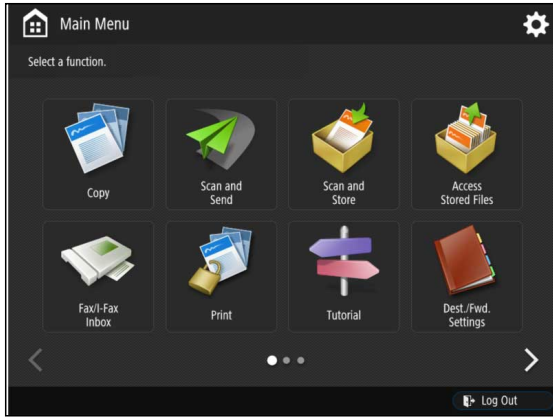 Main Menu
Select a function.
Copy
Scan and
Send
Scan and
Store
Access
Stored Files
Fax/I-Fax
Inbox
Print
Tutorial
Dest./Fwd.
Settings
Log Out